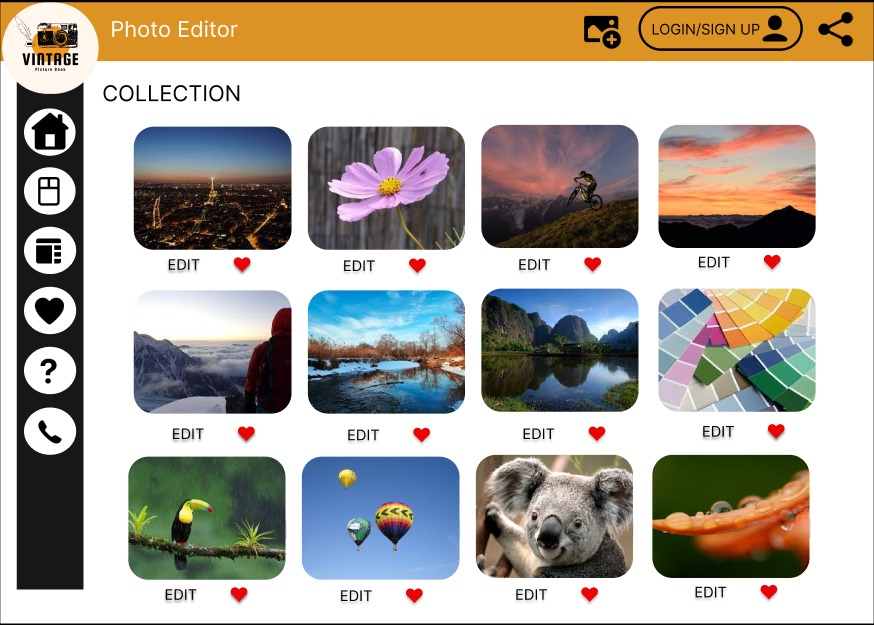 Photo Editor
LOGIN/SIGN UP
VINTAGE
Picture Book
COLLECTION
EDIT EDIT EDIT EDIT
?
EDIT EDIT EDIT EDIT
EDIT EDIT EDIT EDIT